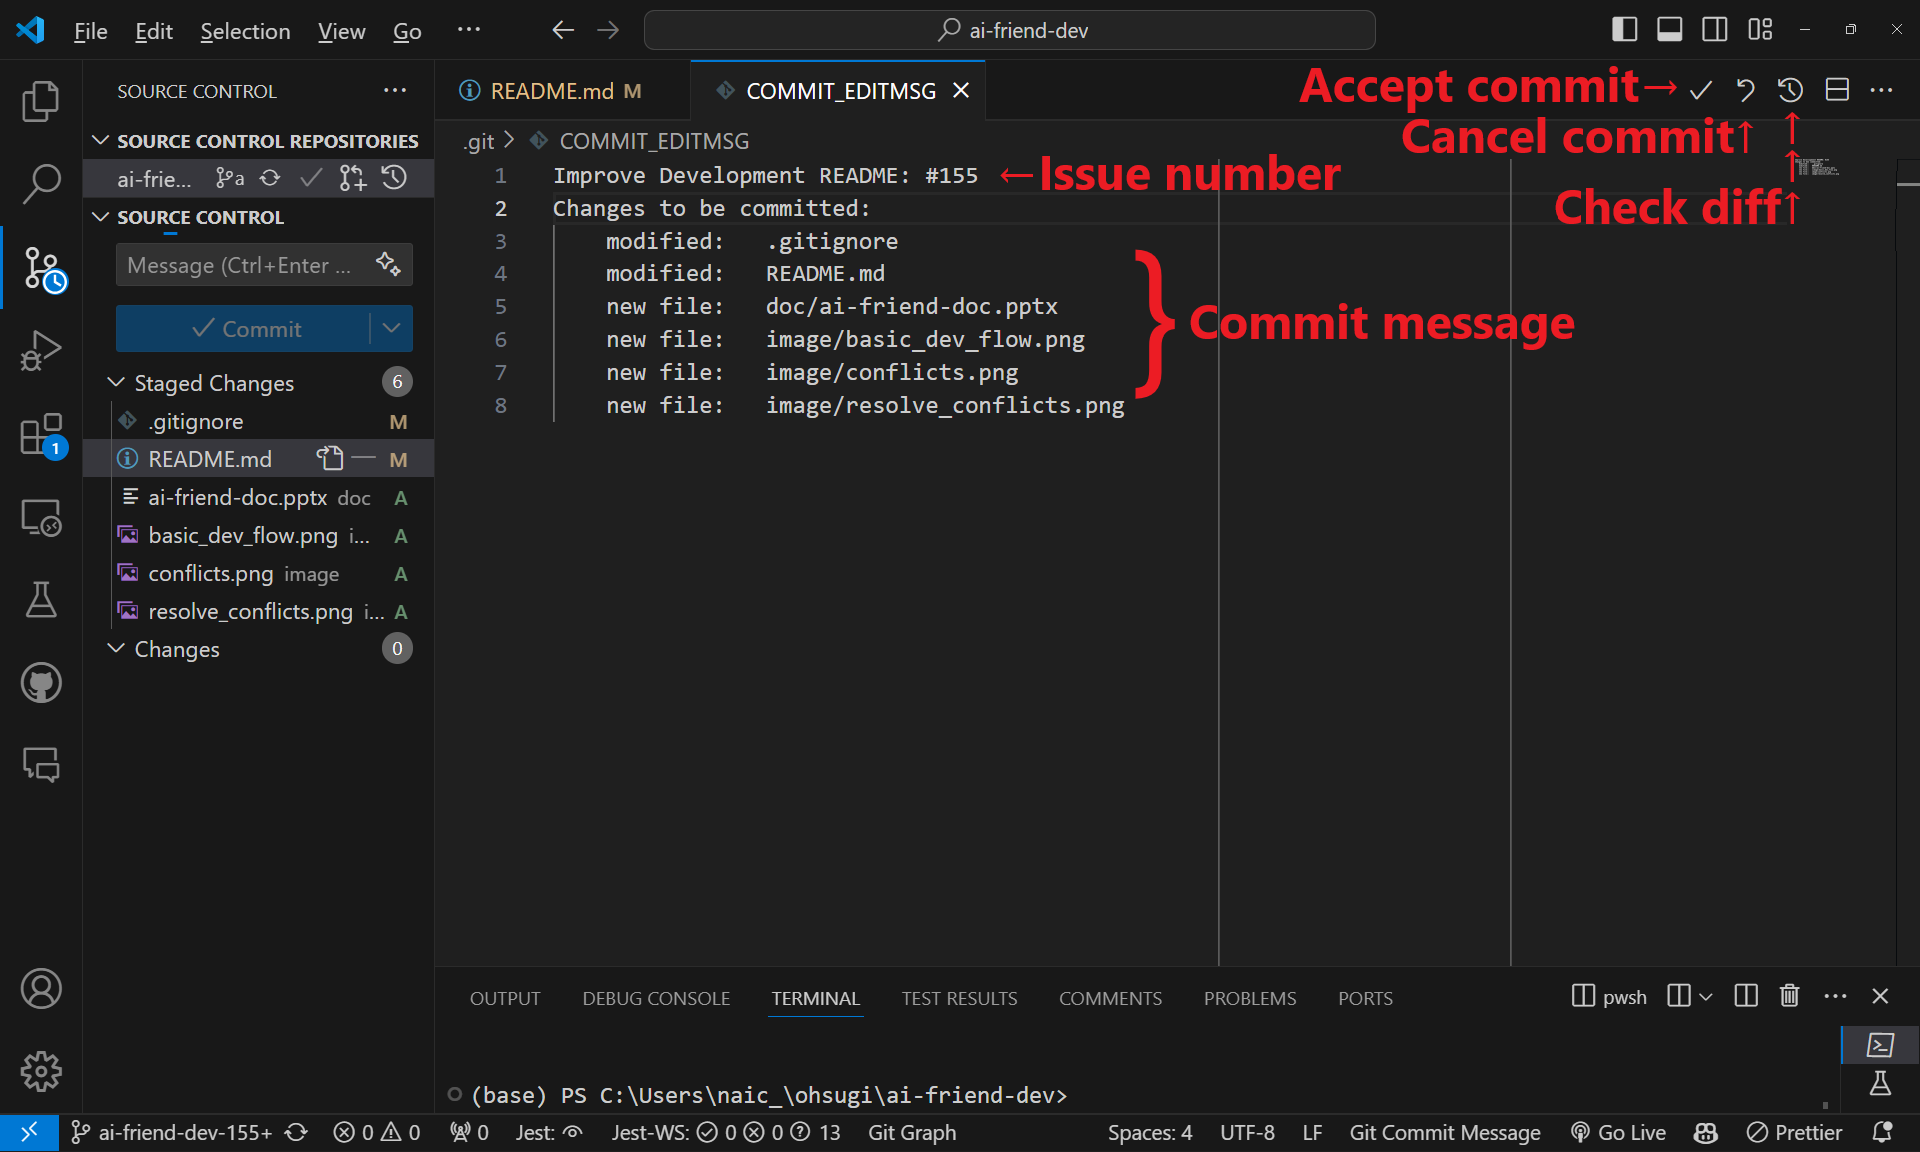 File Edit Selection View Go ··· ai-friend-dev
SOURCE CONTROL ···
README.md M
COMMIT_EDITMSG
Accept commit→
Cancel commit↑
↑
↑
Check diff↑
SOURCE CONTROL REPOSITORIES
ai-frie... a
SOURCE CONTROL
Message (Ctrl+Enter ...
Commit
Staged Changes 6
.gitignore M
README.md M
ai-friend-doc.pptx doc A
basic_dev_flow.png i... A
conflicts.png image A
resolve_conflicts.png i... A
Changes 0
1
.git > COMMIT_EDITMSG
1 Improve Development README: #155 ←Issue number
2 Changes to be committed:
3 modified: .gitignore
4 modified: README.md
5 new file: doc/ai-friend-doc.pptx
6 new file: image/basic_dev_flow.png
7 new file: image/conflicts.png
8 new file: image/resolve_conflicts.png
} Commit message
OUTPUT DEBUG CONSOLE TERMINAL TEST RESULTS COMMENTS PROBLEMS PORTS pwsh ···
(base) PS C:\Users\naic_\ohsugi\ai-friend-dev>
ai-friend-dev-155+ 0 0 0 Jest: Jest-WS: 0 0 13 Git Graph Spaces: 4 UTF-8 LF Git Commit Message Go Live Prettier